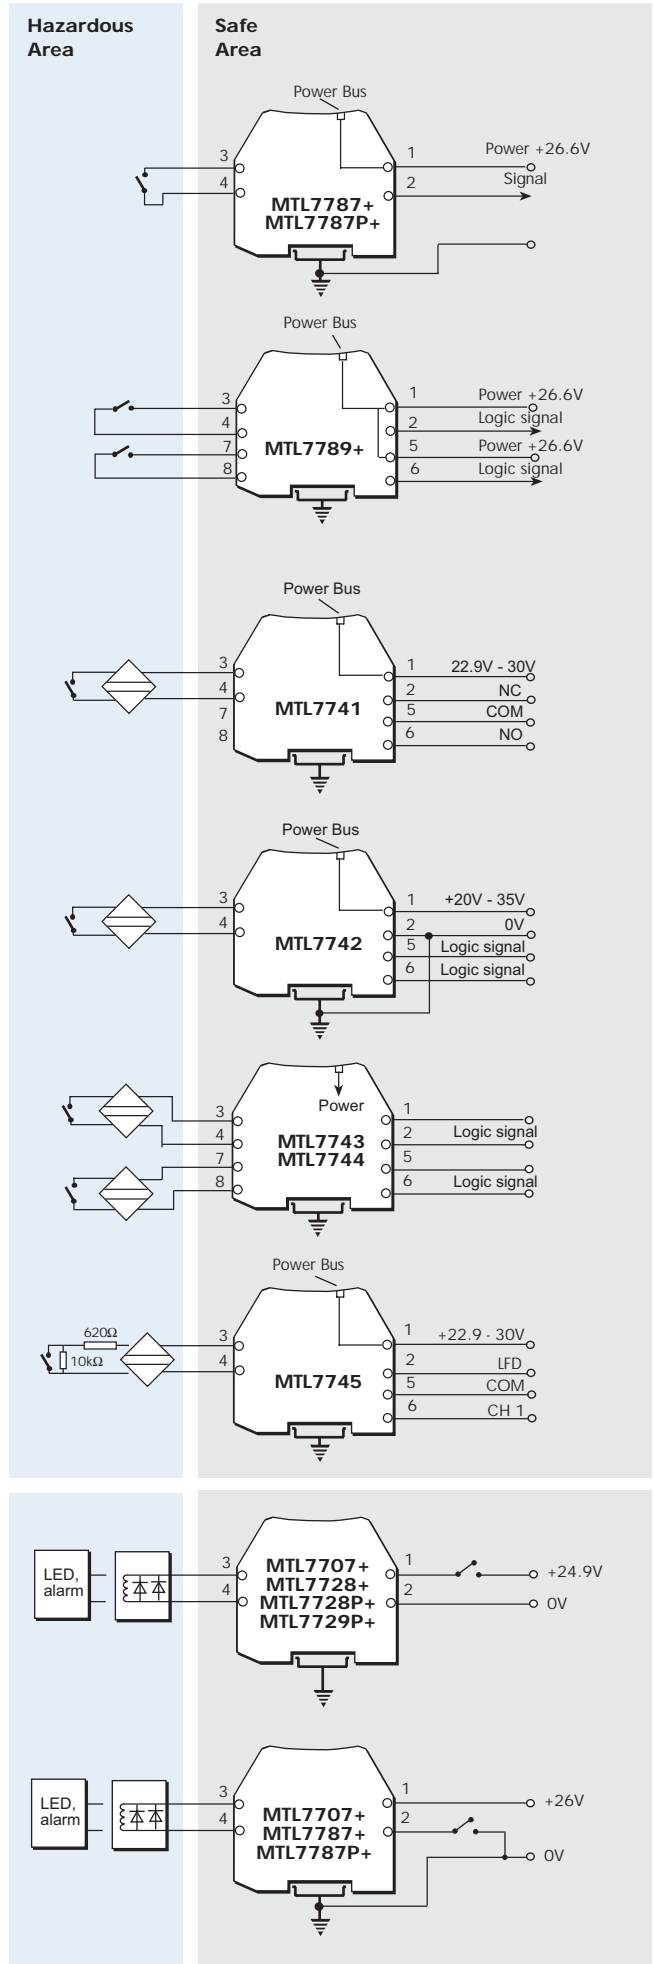 Hazardous Area
Safe Area
Power Bus
3
4
MTL7787+
MTL7787P+
1
Power +26.6V
2
Signal
Power Bus
3
4
7
8
MTL7789+
1
Power +26.6V
2
Logic signal
5
Power +26.6V
6
Logic signal
Power Bus
3
4
7
8
MTL7741
1
22.9V - 30V
2
NC
5
COM
6
NO
Power Bus
3
4
MTL7742
1
+20V - 35V
2
0V
5
Logic signal
6
Logic signal
Power
3
4
7
8
MTL7743
MTL7744
1
2
Logic signal
5
6
Logic signal
Power Bus
620Ω
10kΩ
3
4
MTL7745
1
+22.9 - 30V
2
LFD
5
COM
6
CH 1
LED,
alarm
3
4
MTL7707+
MTL7728+
MTL7728P+
MTL7729P+
1
+24.9V
2
0V
LED,
alarm
3
4
MTL7707+
MTL7787+
MTL7787P+
1
+26V
2
0V